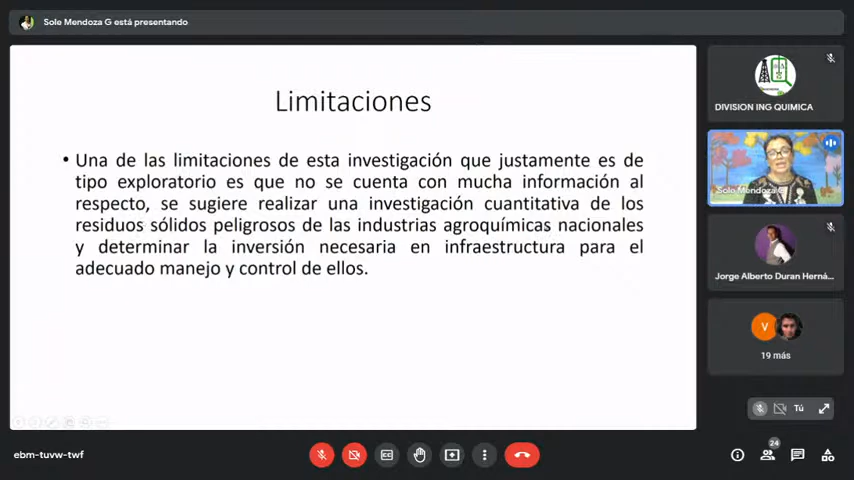 Sole Mendoza G está presentando
Limitaciones
• Una de las limitaciones de esta investigación que justamente es de
tipo exploratorio es que no se cuenta con mucha información al
respecto, se sugiere realizar una investigación cuantitativa de los
residuos sólidos peligrosos de las industrias agroquímicas nacionales
y determinar la inversión necesaria en infraestructura para el
adecuado manejo y control de ellos.
DIVISION ING QUIMICA
Sole Mendoza G
Jorge Alberto Duran Herná...
V
19 más
Tú
ebm-tuvw-twf
24